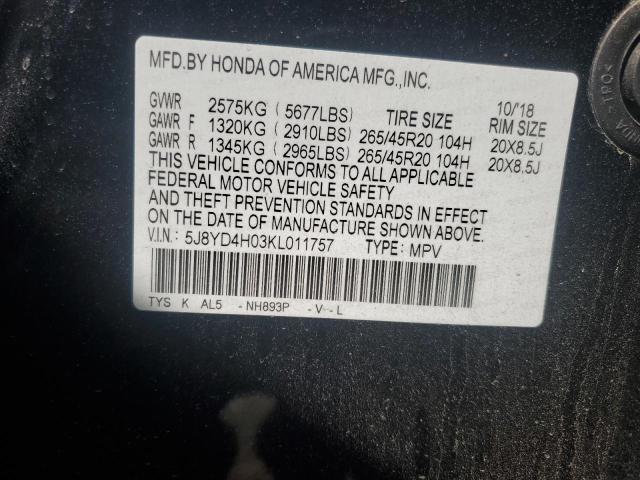 MFD.BY HONDA OF AMERICA MFG.,INC. 10/'18
GVWR 2575KG ( 5677LBS) TIRE SIZE RIM SIZE
GAWR F 1320KG ( 2910LBS) 265/45R20 104H 20X8.5J
GAWR R 1345KG ( 2965LBS) 265/45R20 104H 20X8.5J
THIS VEHICLE CONFORMS TO ALL APPLICABLE
FEDERAL MOTOR VEHICLE SAFETY
AND THEFT PREVENTION STANDARDS IN EFFECT
ON THE DATE OF MANUFACTURE SHOWN ABOVE.
V.I.N.: 5J8YD4H03KL011757 TYPE: MPV
TYS K AL5 - NH893P - V - L
>TPO<